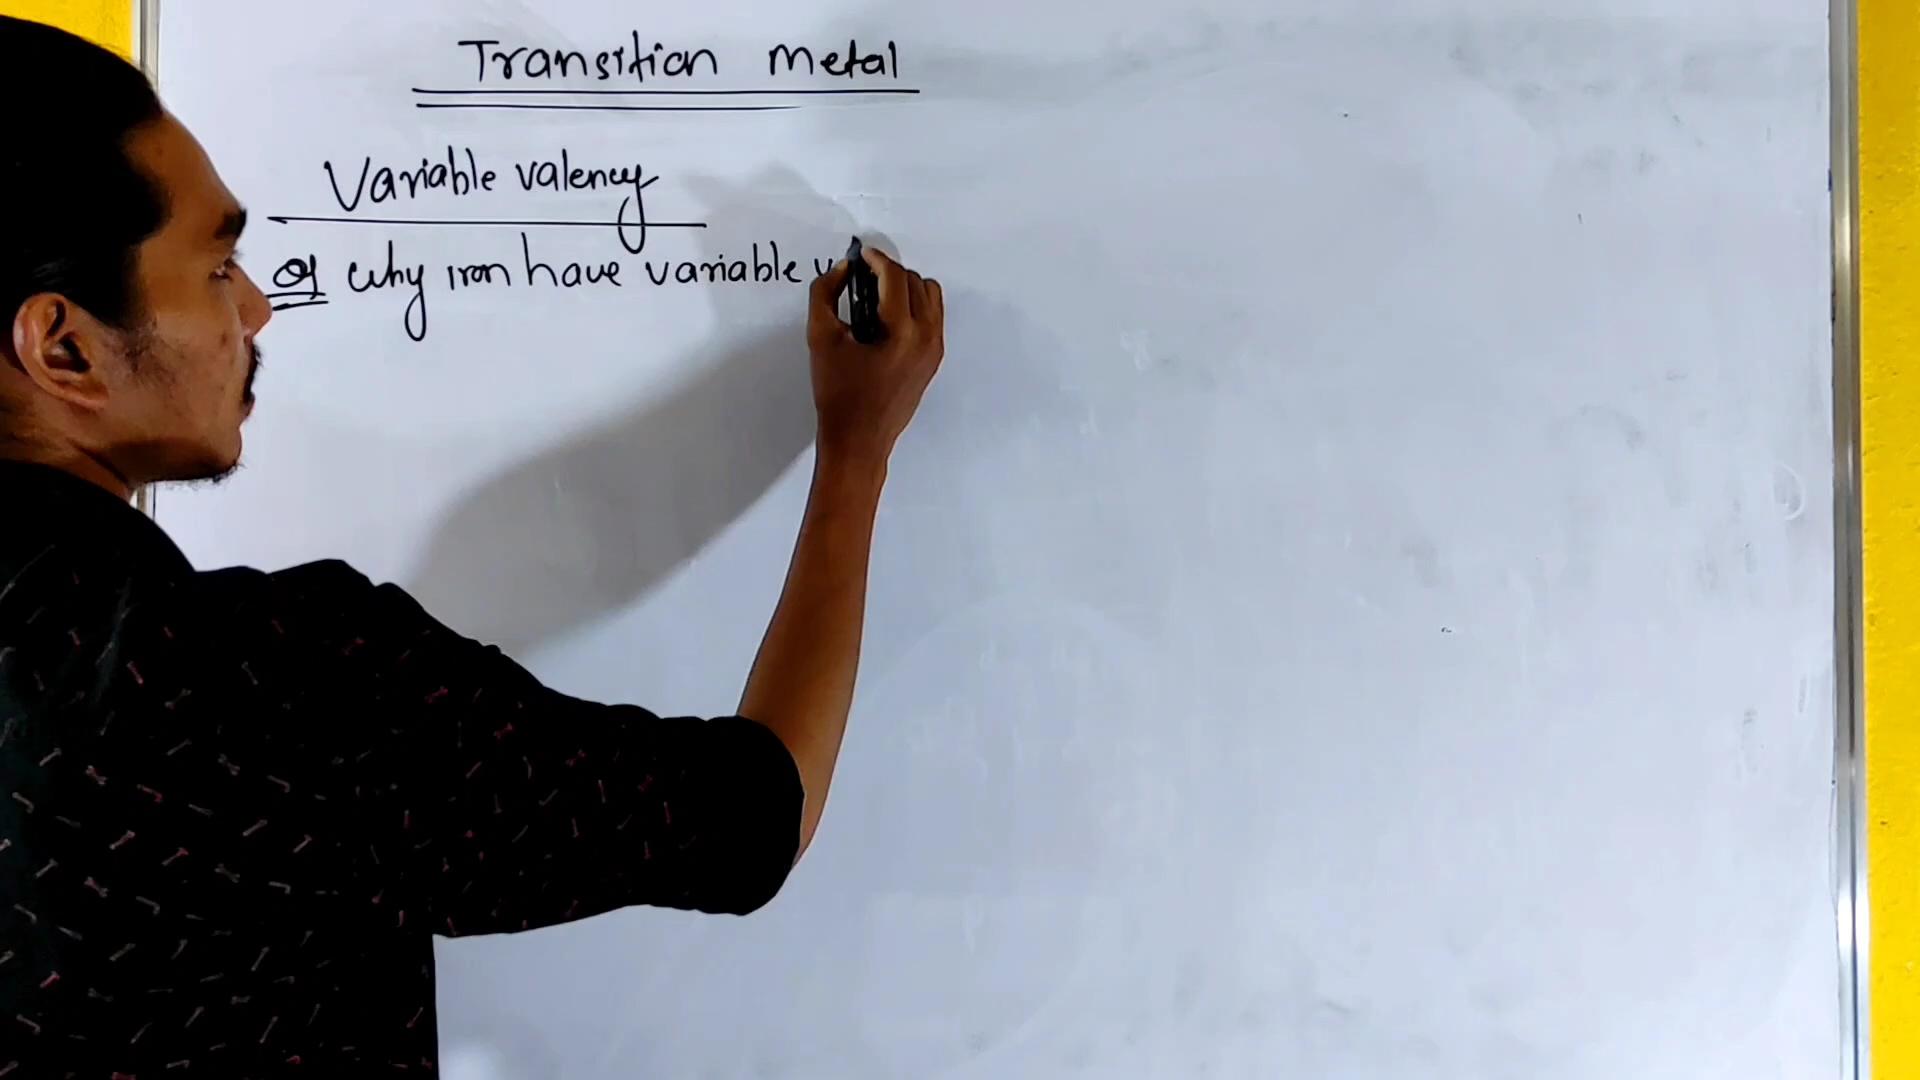 Transition Metal
Variable valency
Q why iron have variable v